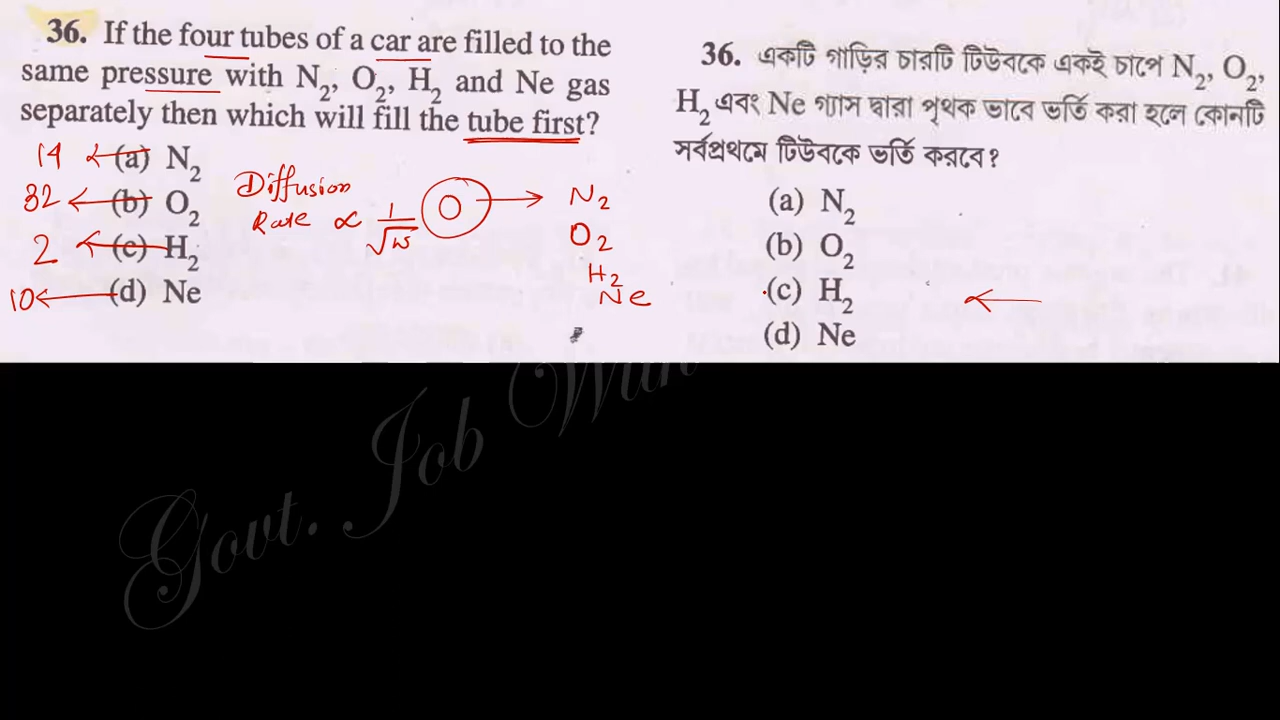 36. If the four tubes of a car are filled to the
same pressure with N₂, O₂, H₂ and Ne gas
separately then which will fill the tube first?
14 ← (a) N₂
32 ← (b) O₂
2 ← (c) H₂
10 ← (d) Ne
Diffusion
Rate ∝ 1/√w
O → N₂
O₂
H₂
Ne
36. একটি গাড়ির চারটি টিউবকে একই চাপে N₂, O₂,
H₂ এবং Ne গ্যাস দ্বারা পৃথক ভাবে ভর্তি করা হলে কোনটি
সর্বপ্রথমে টিউবকে ভর্তি করবে?
(a) N₂
(b) O₂
(c) H₂ ←
(d) Ne
Govt. Job With